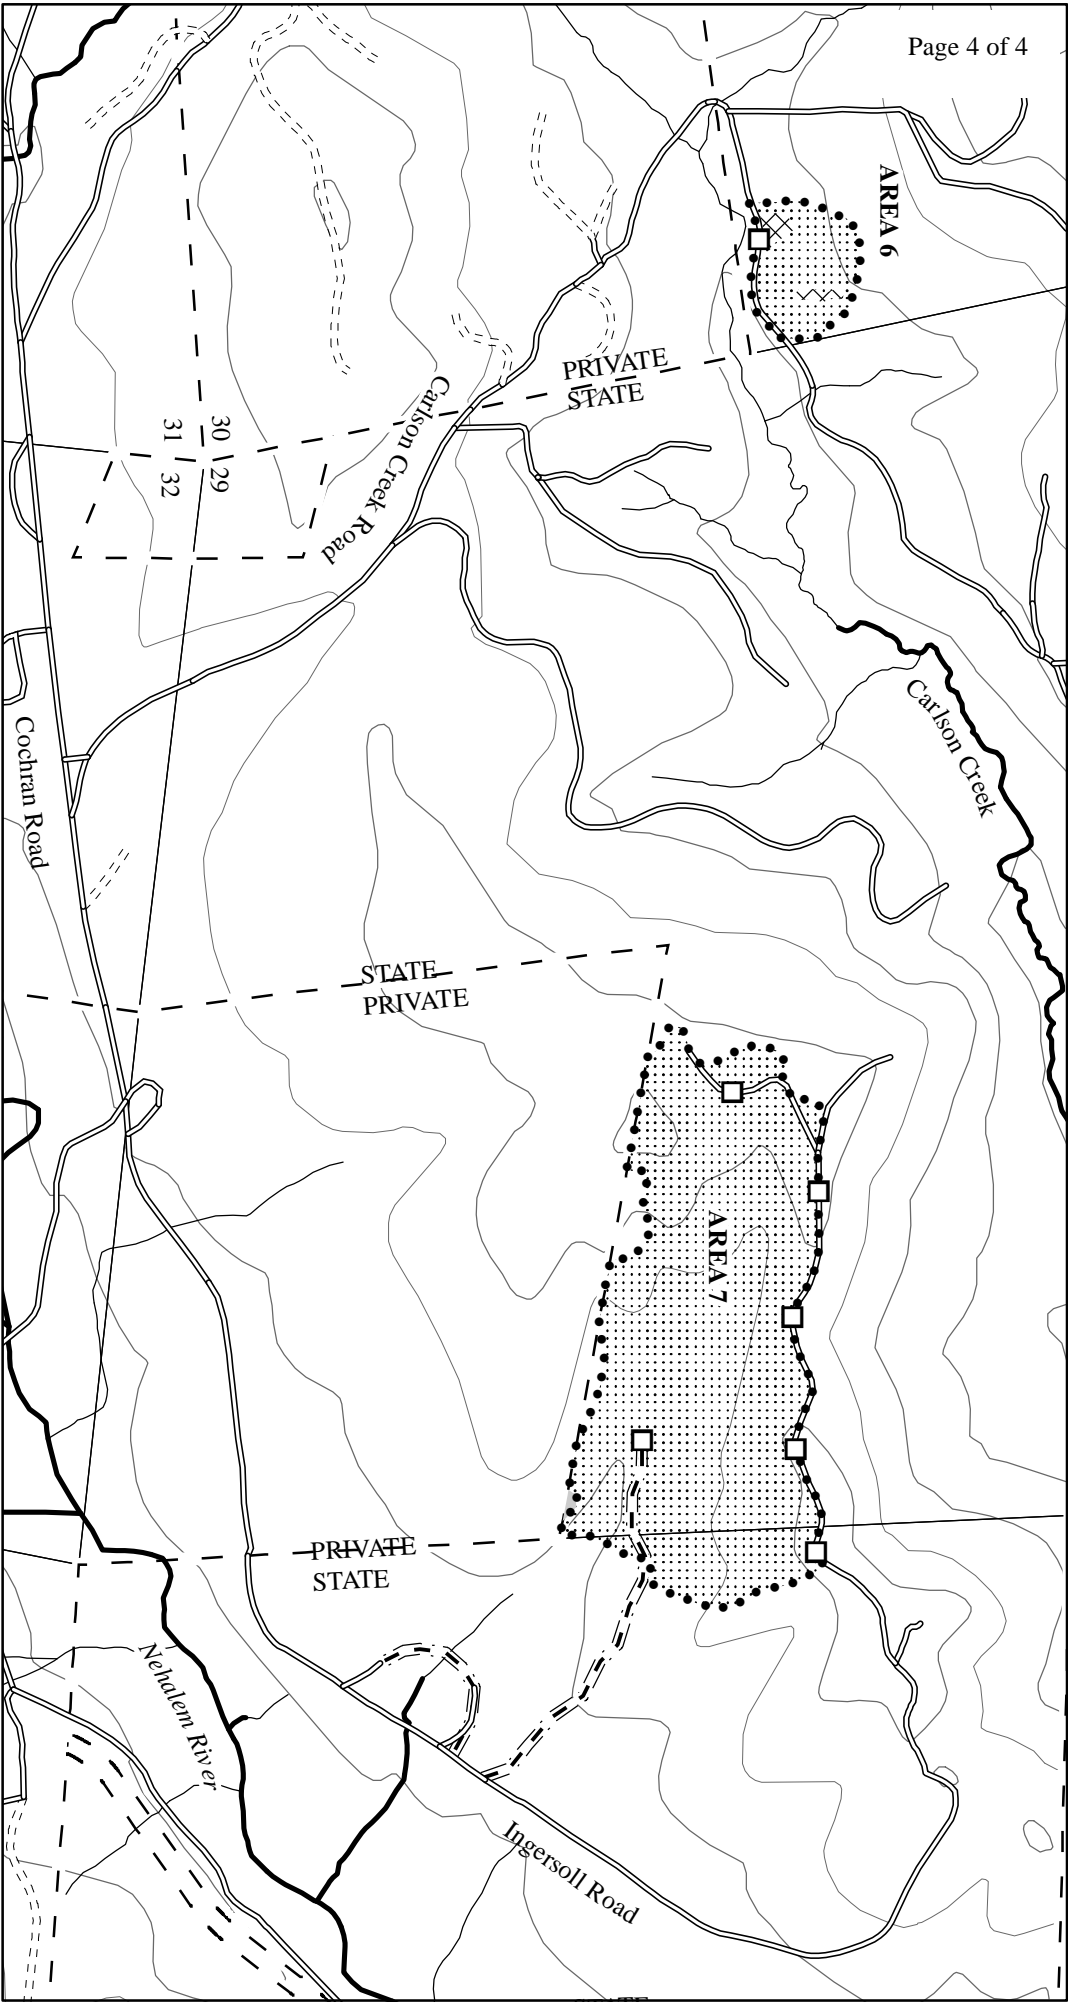 Page 4 of 4
AREA 6
PRIVATE
STATE
Carlson Creek Road
31
30
32
29
Carlson Creek
Cochran Road
STATE
PRIVATE
AREA 7
PRIVATE
STATE
Nehalem River
Ingersoll Road